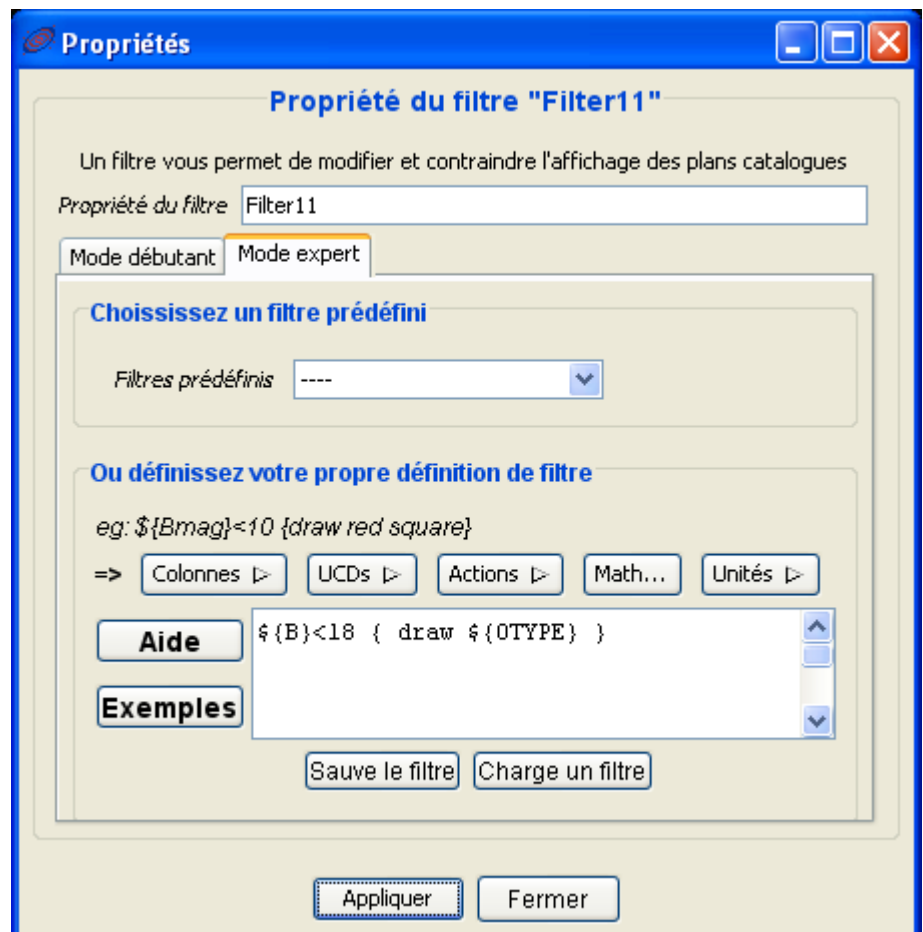 Propriétés
Propriété du filtre "Filter11"
Un filtre vous permet de modifier et contraindre l'affichage des plans catalogues
Propriété du filtre Filter11
Mode débutant Mode expert
Choississez un filtre prédéfini
Filtres prédéfinis ----
Ou définissez votre propre définition de filtre
eg: ${Bmag}<10 {draw red square}
=> Colonnes ▷ UCDs ▷ Actions ▷ Math... Unités ▷
Aide
${B}<18 { draw ${OTYPE} }
Exemples
Sauve le filtre Charge un filtre
Appliquer Fermer